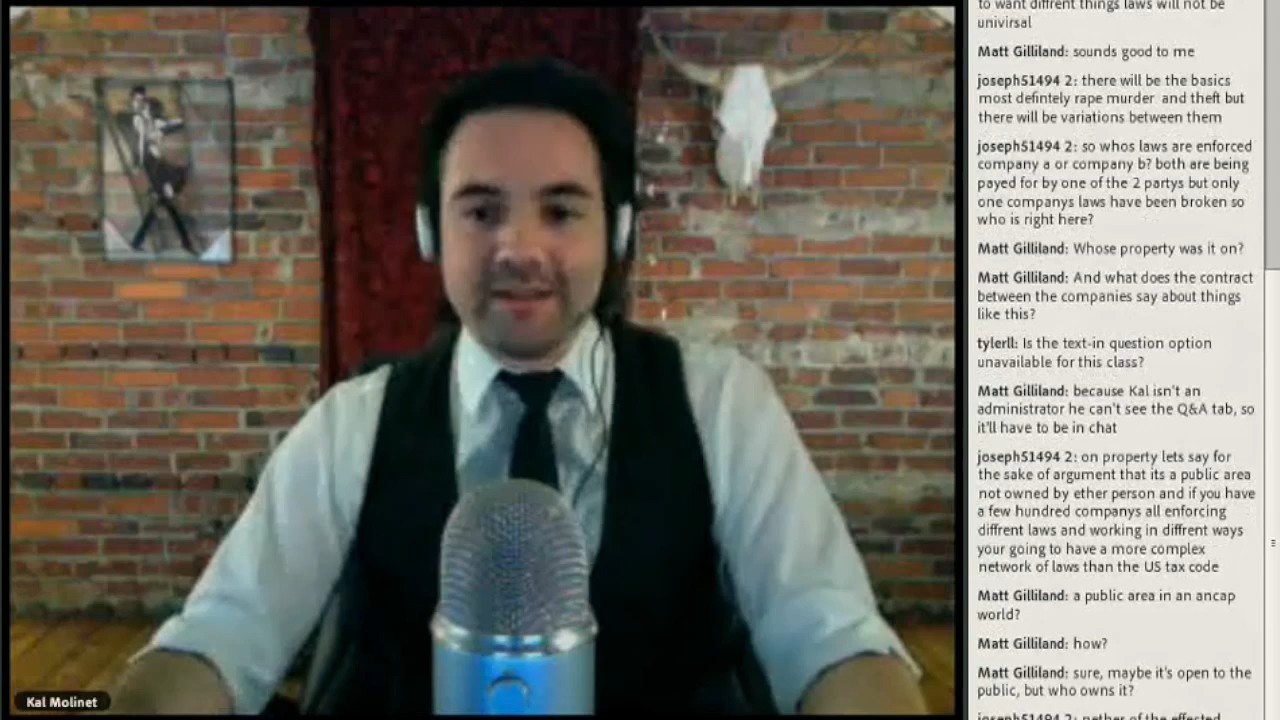 to want diffrent things laws will not be
univirsal
Matt Gilliland: sounds good to me
joseph51494 2: there will be the basics
most defintely rape murder and theft but
there will be variations between them
joseph51494 2: so whos laws are enforced
company a or company b? both are being
payed for by one of the 2 partys but only
one companys laws have been broken so
who is right here?
Matt Gilliland: Whose property was it on?
Matt Gilliland: And what does the contract
between the companies say about things
like this?
tylerll: Is the text-in question option
unavailable for this class?
Matt Gilliland: because Kal isn't an
administrator he can't see the Q&A tab, so
it'll have to be in chat
joseph51494 2: on property lets say for
the sake of argument that its a public area
not owned by ether person and if you have
a few hundred companys all enforcing
diffrent laws and working in diffrent ways
your going to have a more complex
network of laws than the US tax code
Matt Gilliland: a public area in an ancap
world?
Matt Gilliland: how?
Matt Gilliland: sure, maybe it's open to the
public, but who owns it?
joseph51494 2: nether of the effected
Kal Molinet